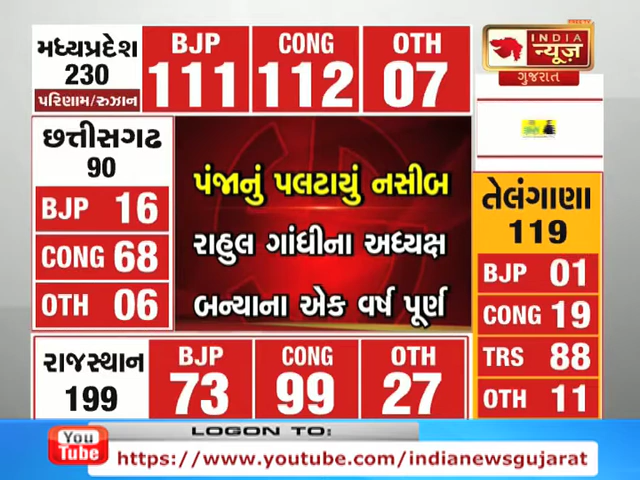 મધ્યપ્રદેશ
230
પરિણામ/રુઝાન
BJP
111
CONG
112
OTH
07
INDIA
ન્યૂઝ
ગુજરાત
છત્તીસગઢ
90
BJP 16
CONG 68
OTH 06
પંજાનું પલટાયું નસીબ
રાહુલ ગાંધીના અધ્યક્ષ
બન્યાના એક વર્ષ પૂર્ણ
તેલંગાણા
119
BJP 01
CONG 19
TRS 88
OTH 11
રાજસ્થાન
199
BJP
73
CONG
99
OTH
27
You
Tube
LOGON TO:
https://www.youtube.com/indianewsgujarat